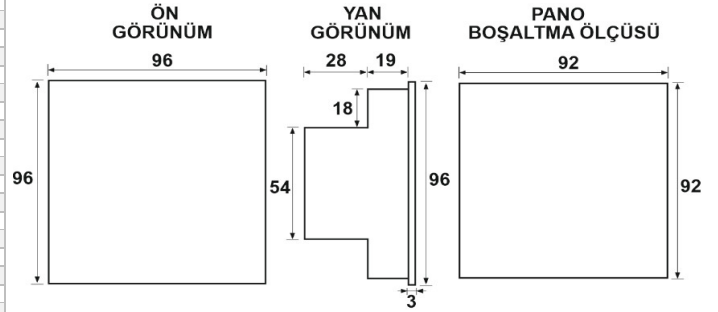 ÖN
GÖRÜNÜM
96
96
YAN
GÖRÜNÜM
28
19
18
54
96
3
PANO
BOŞALTMA ÖLÇÜSÜ
92
92